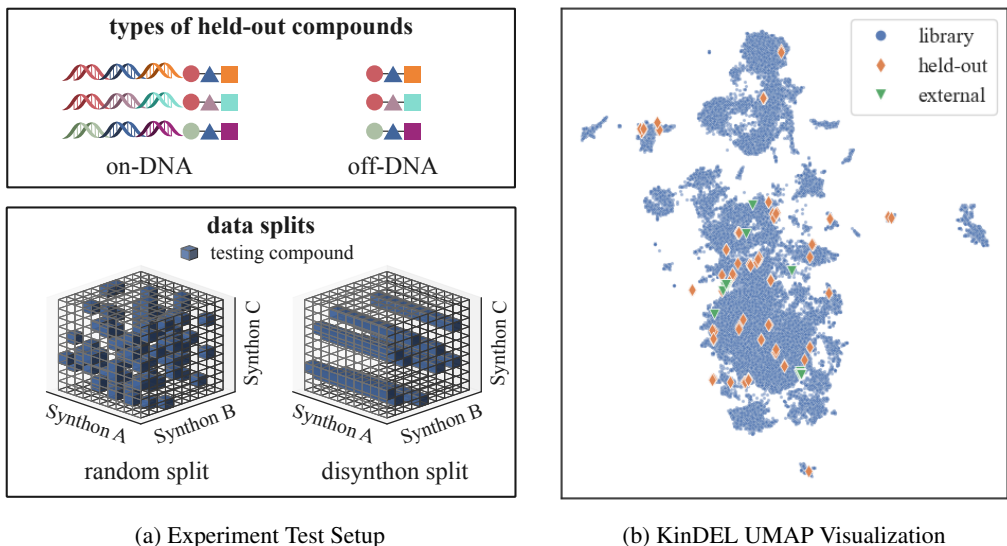 types of held-out compounds
on-DNA
off-DNA
data splits
testing compound
Synthon A
Synthon B
Synthon C
Synthon A
Synthon B
Synthon C
random split
disynthon split
(a) Experiment Test Setup
library
held-out
external
(b) KinDEL UMAP Visualization